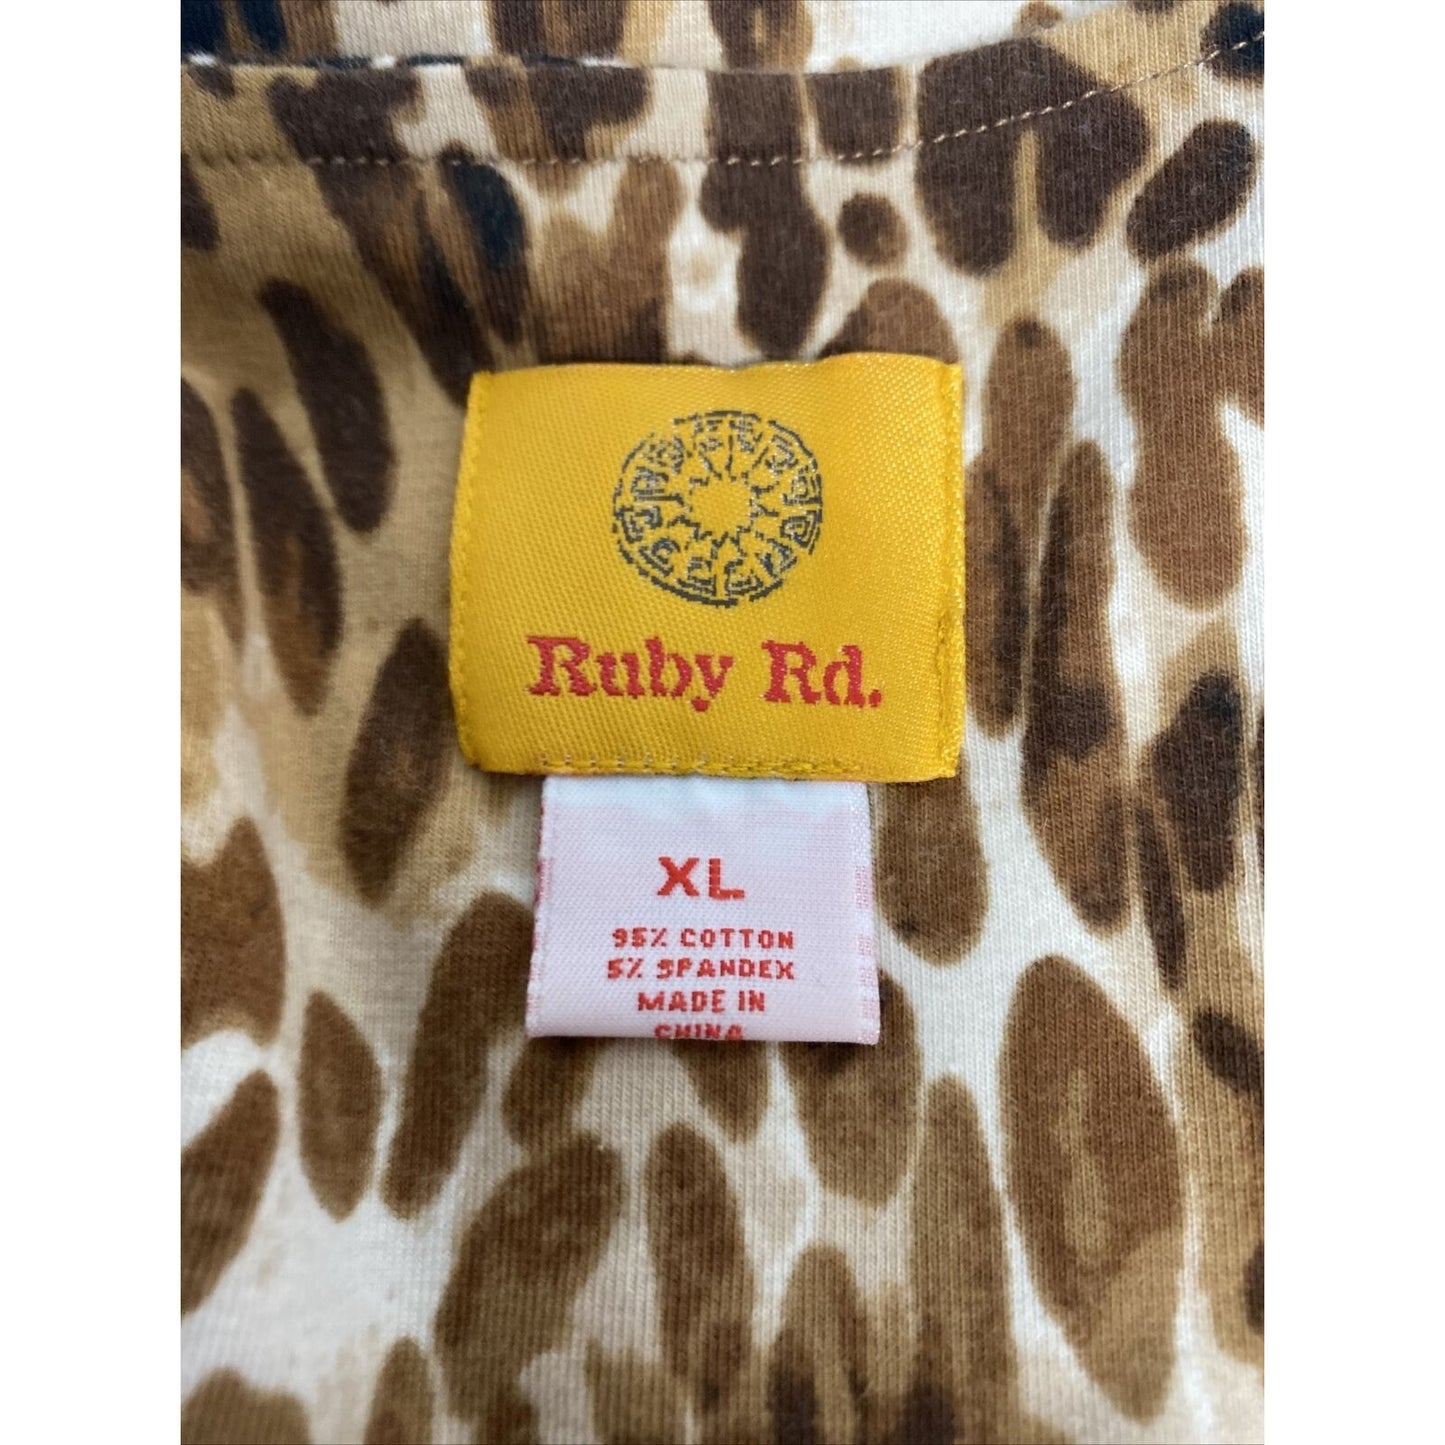 Ruby Rd.
XL
95% COTTON
5% SPANDEX
MADE IN
CHINA